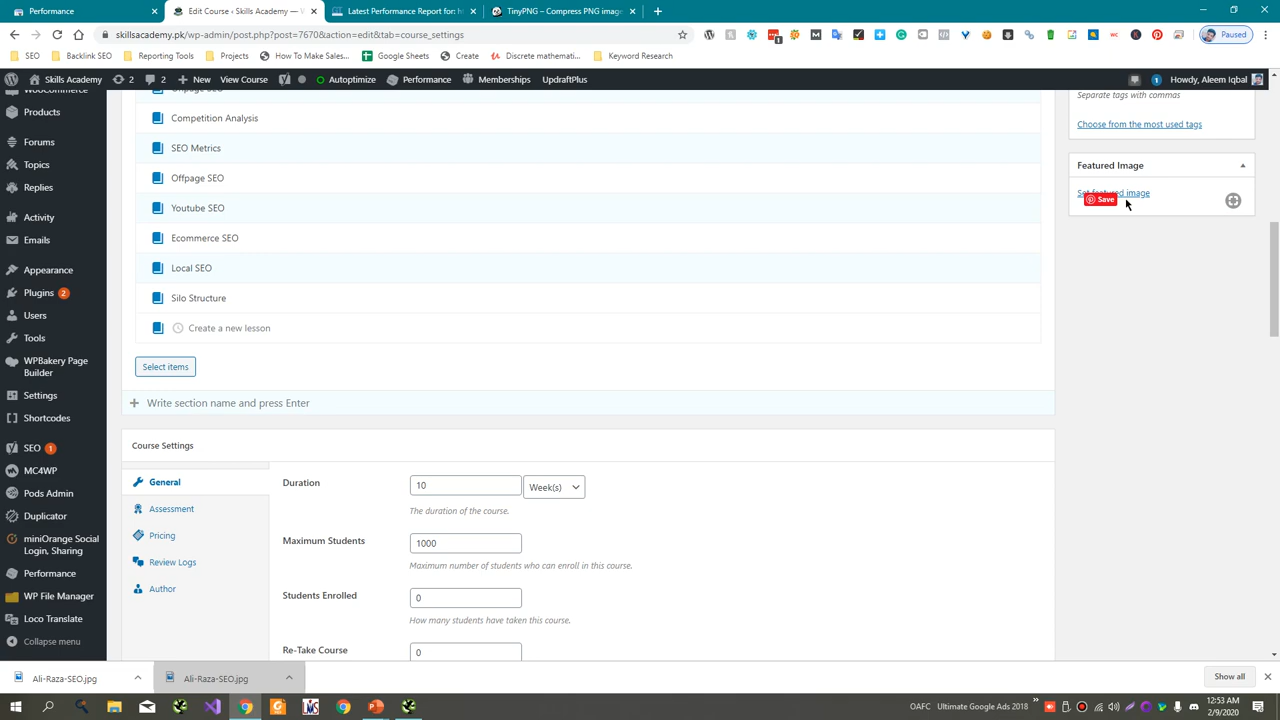 Performance
Edit Course ‹ Skills Academy — V
Latest Performance Report for: h
TinyPNG – Compress PNG image
skillsacademy.pk/wp-admin/post.php?post=7670&action=edit&tab=course_settings
Paused
SEO
Backlink SEO
Reporting Tools
Projects
How To Make Sales...
Google Sheets
Create
Discrete mathemati...
Keyword Research
Skills Academy
2
2
New
View Course
Autoptimize
Performance
Memberships
UpdraftPlus
1
Howdy, Aleem Iqbal
WooCommerce
Products
Forums
Topics
Replies
Activity
Emails
Appearance
Plugins 2
Users
Tools
WPBakery Page
Builder
Settings
Shortcodes
SEO 1
MC4WP
Pods Admin
Duplicator
miniOrange Social
Login, Sharing
Performance
WP File Manager
Loco Translate
Collapse menu
Onpage SEO
Competition Analysis
SEO Metrics
Offpage SEO
Youtube SEO
Ecommerce SEO
Local SEO
Silo Structure
Create a new lesson
Select items
Write section name and press Enter
Course Settings
General
Assessment
Pricing
Review Logs
Author
Duration
10
Week(s)
The duration of the course.
Maximum Students
1000
Maximum number of students who can enroll in this course.
Students Enrolled
0
How many students have taken this course.
Re-Take Course
0
Separate tags with commas
Choose from the most used tags
Featured Image
Set featured image
Save
Ali-Raza-SEO.jpg
Ali-Raza-SEO.jpg
Show all
OAFC
Ultimate Google Ads 2018
12:53 AM
2/9/2020